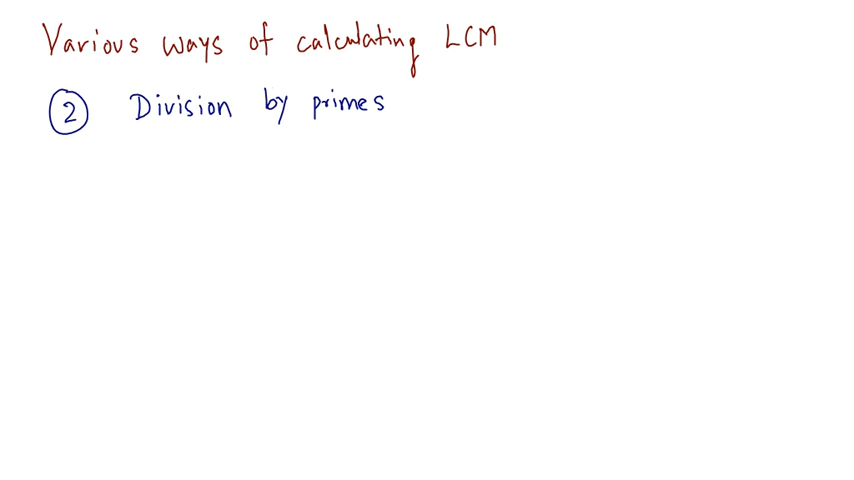 Various ways of calculating LCM
② Division by primes